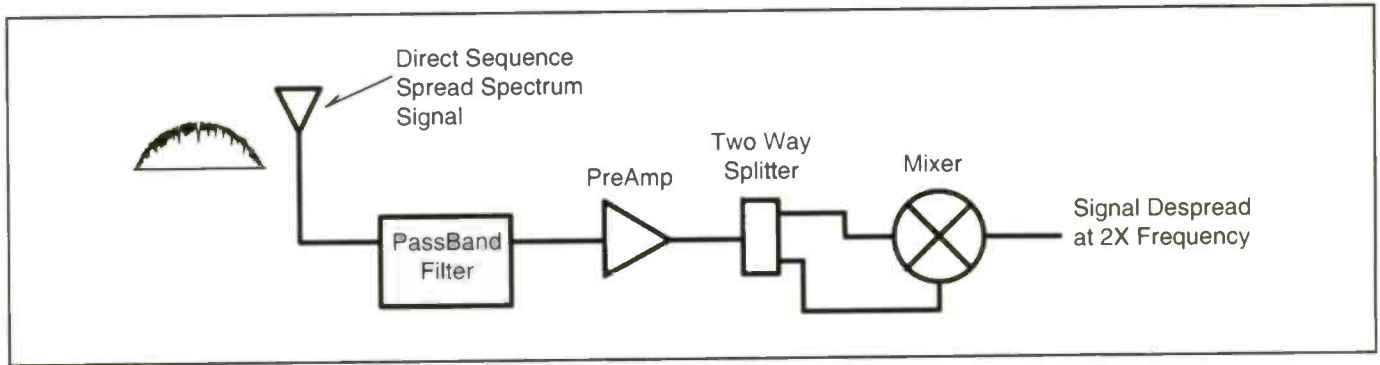 Direct Sequence
Spread Spectrum
Signal
Two Way
Splitter
Mixer
PreAmp
PassBand
Filter
Signal Despread
at 2X Frequency